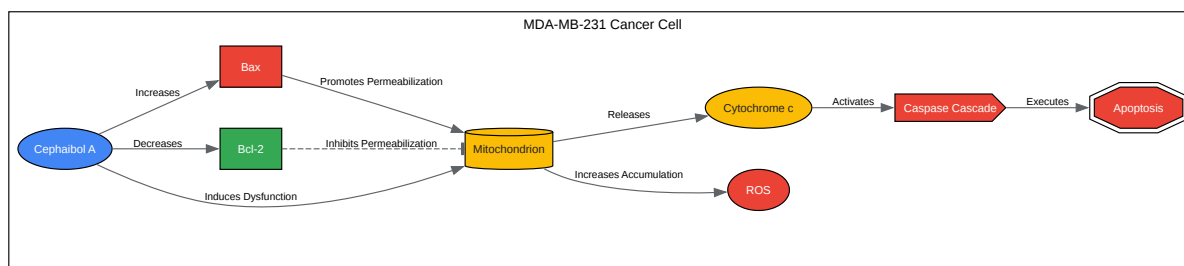 MDA-MB-231 Cancer Cell
Bax
Promotes Permeabilization
Increases
Cytochrome c
Activates
Caspase Cascade
Executes
Apoptosis
Releases
Cephaibol A
Decreases
Bcl-2
Inhibits Permeabilization
Mitochondrion
Increases Accumulation
ROS
Induces Dysfunction